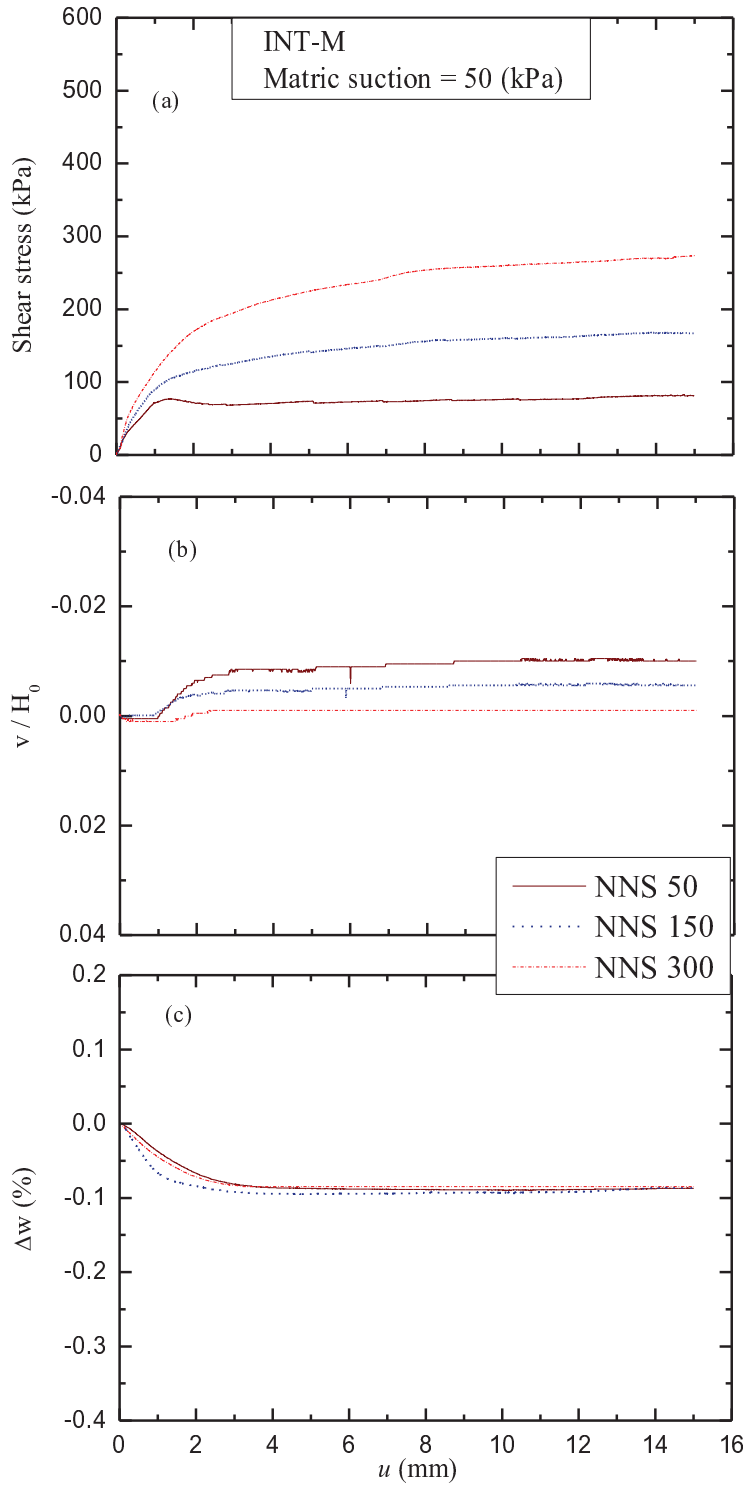 600
500
400
300
200
100
0
Shear stress (kPa)
INT-M
Matric suction = 50 (kPa)
(a)
-0.04
-0.02
0.00
0.02
0.04
v / H0
(b)
NNS 50
NNS 150
NNS 300
0.2
0.1
0.0
-0.1
-0.2
-0.3
-0.4
Δw (%)
(c)
0 2 4 6 8 10 12 14 16
u (mm)